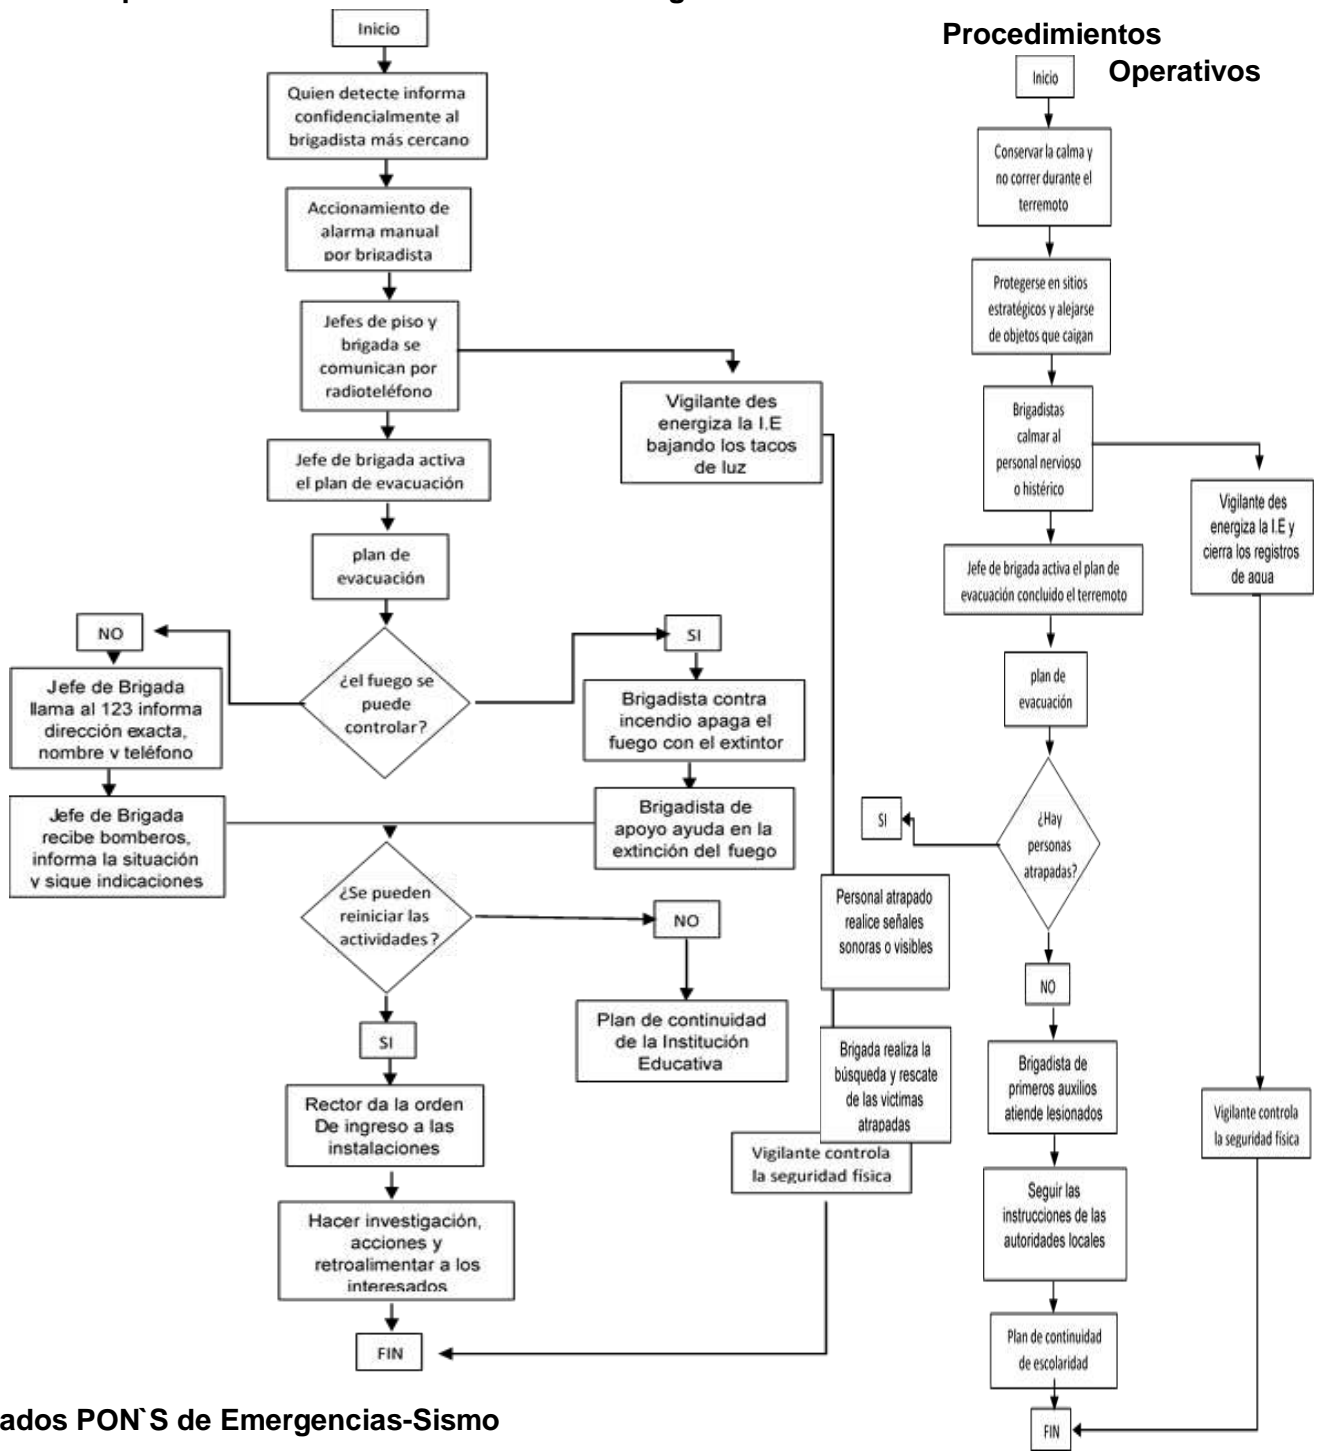 Procedimientos
Operativos
Inicio
Quien detecte informa
confidencialmente al
brigadista más cercano
Accionamiento de
alarma manual
por brigadista
Jefes de piso y
brigada se
comunican por
radioteléfono
Vigilante des
energiza la I.E
bajando los tacos
de luz
Jefe de brigada activa
el plan de evacuación
plan de
evacuación
¿el fuego se
puede
controlar?
NO
Jefe de Brigada
llama al 123 informa
dirección exacta,
nombre y teléfono
Jefe de Brigada
recibe bomberos,
informa la situación
y sigue indicaciones
SI
Brigadista contra
incendio apaga el
fuego con el extintor
Brigadista de
apoyo ayuda en la
extinción del fuego
¿Se pueden
reiniciar las
actividades?
NO
Plan de continuidad
de la Institución
Educativa
SI
Rector da la orden
De ingreso a las
instalaciones
Hacer investigación,
acciones y
retroalimentar a los
interesados
Vigilante controla
la seguridad física
FIN
Inicio
Conservar la calma y
no correr durante el
terremoto
Protegerse en sitios
estratégicos y alejarse
de objetos que caigan
Brigadistas
calmar al
personal nervioso
o histérico
Vigilante des
energiza la I.E y
cierra los registros
de agua
Jefe de brigada activa el plan de
evacuación concluido el terremoto
plan de
evacuación
¿Hay
personas
atrapadas?
SI
Personal atrapado
realice señales
sonoras o visibles
Brigada realiza la
búsqueda y rescate
de las victimas
atrapadas
NO
Brigadista de
primeros auxilios
atiende lesionados
Vigilante controla
la seguridad física
Seguir las
instrucciones de las
autoridades locales
Plan de continuidad
de escolaridad
FIN
ados PON`S de Emergencias-Sismo